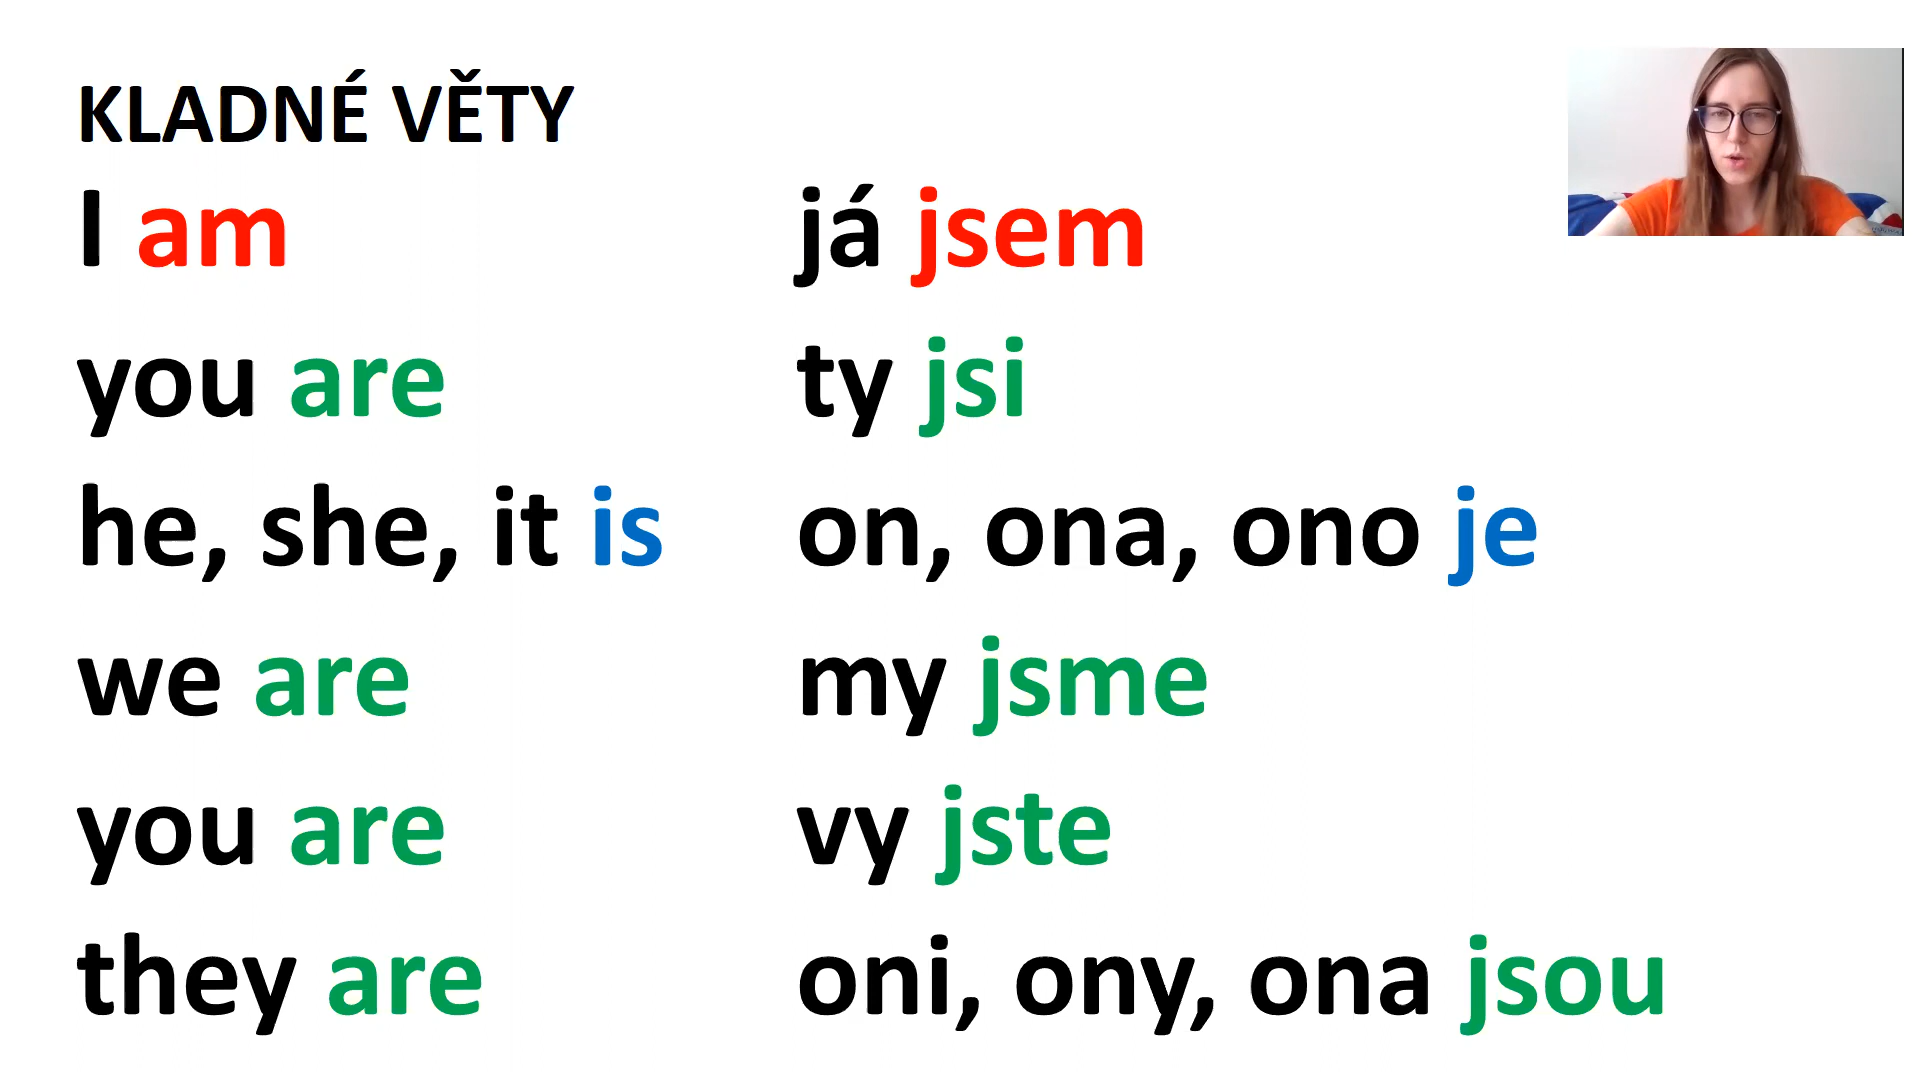 KLADNÉ VĚTY
I am já jsem
you are ty jsi
he, she, it is on, ona, ono je
we are my jsme
you are vy jste
they are oni, ony, ona jsou